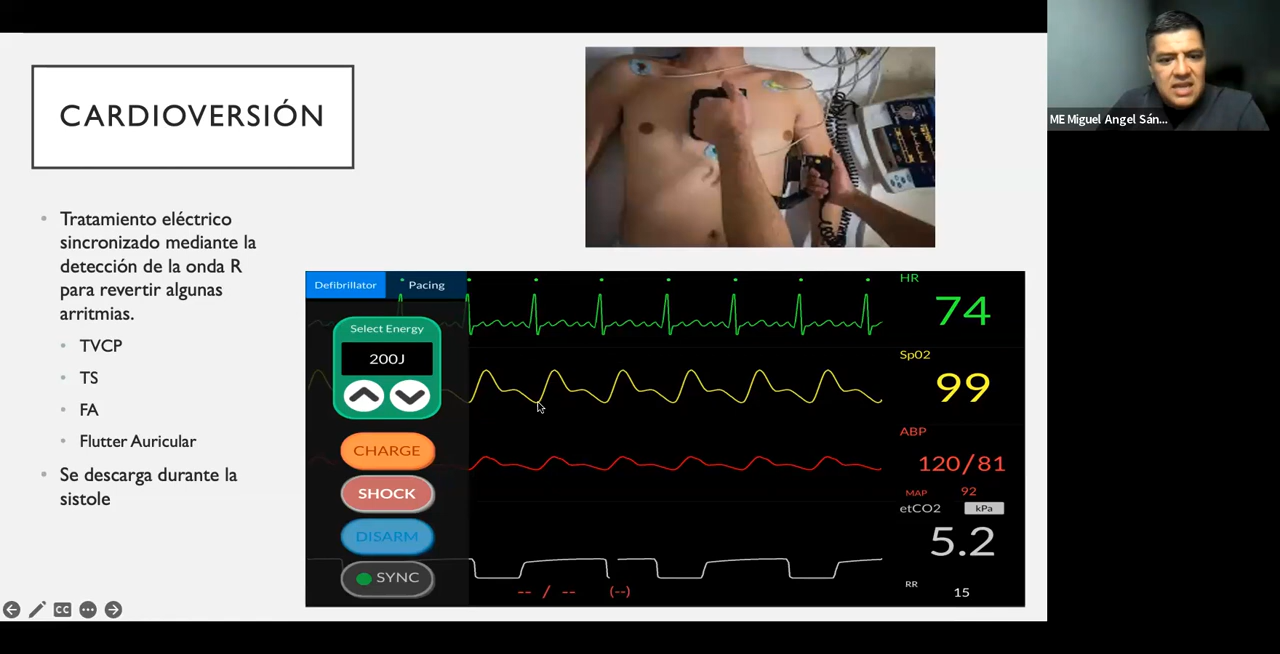 CARDIOVERSIÓN
Tratamiento eléctrico
sincronizado mediante la
detección de la onda R
para revertir algunas
arritmias.
TVCP
TS
FA
Flutter Auricular
Se descarga durante la
sistole
Defibrillator
Pacing
Select Energy
200J
CHARGE
SHOCK
DISARM
SYNC
HR
74
Sp02
99
ABP
120/81
MAP 92
etCO2 kPa
5.2
RR
15
-- / -- (--)
CC
ME Miguel Angel Sán...